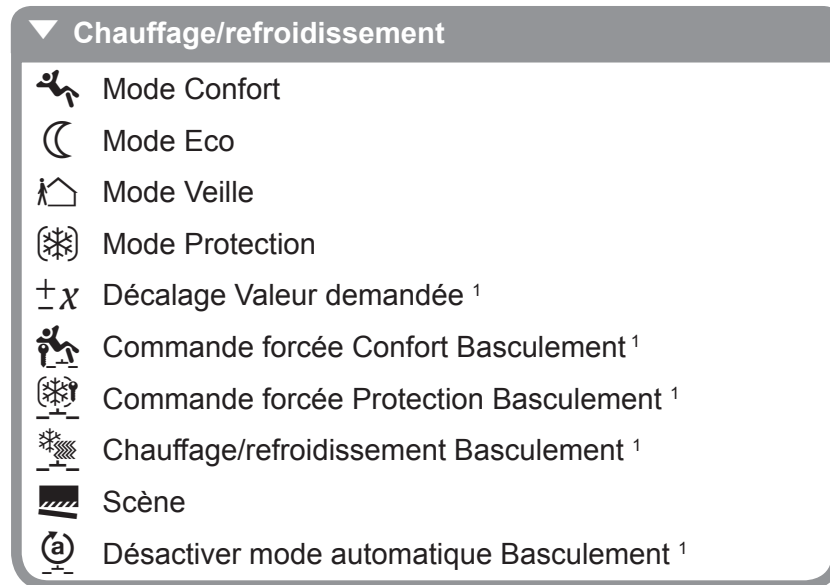 Chauffage/refroidissement
Mode Confort
Mode Eco
Mode Veille
Mode Protection
±x Décalage Valeur demandée ¹
Commande forcée Confort Basculement ¹
Commande forcée Protection Basculement ¹
Chauffage/refroidissement Basculement ¹
Scène
a Désactiver mode automatique Basculement ¹